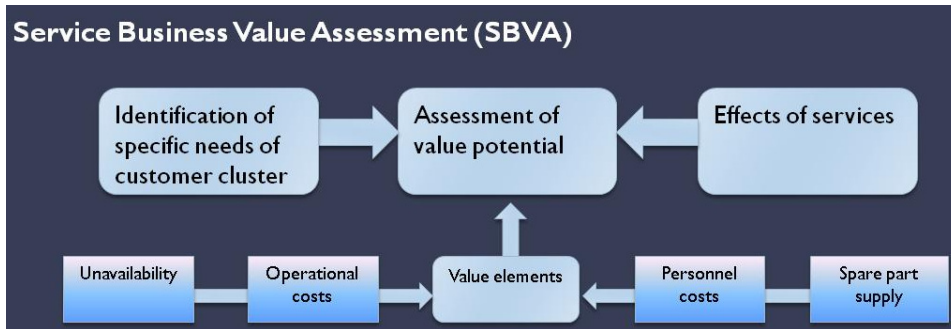 Service Business Value Assessment (SBVA)
Identification of
specific needs of
customer cluster
Assessment of
value potential
Effects of services
Unavailability
Operational
costs
Value elements
Personnel
costs
Spare part
supply